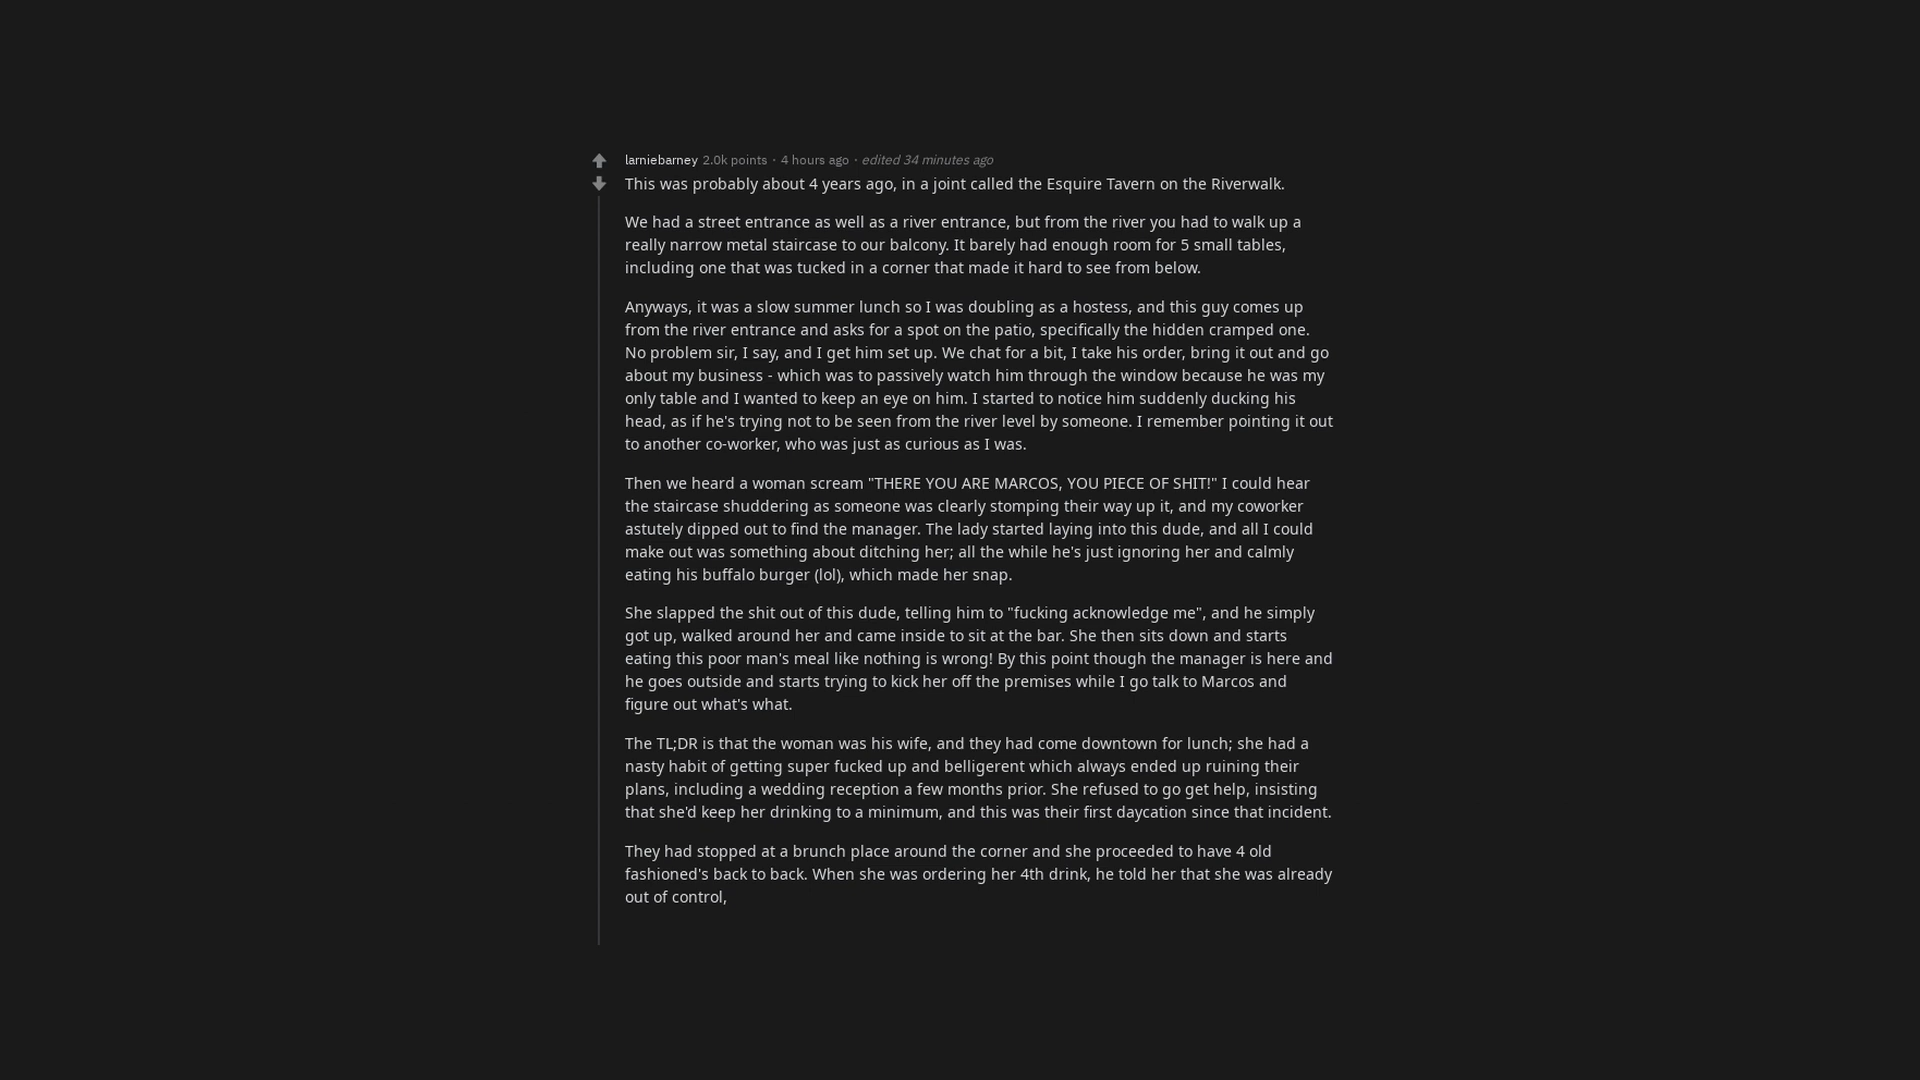 larniebarney 2.0k points · 4 hours ago · edited 34 minutes ago
This was probably about 4 years ago, in a joint called the Esquire Tavern on the Riverwalk.
We had a street entrance as well as a river entrance, but from the river you had to walk up a
really narrow metal staircase to our balcony. It barely had enough room for 5 small tables,
including one that was tucked in a corner that made it hard to see from below.
Anyways, it was a slow summer lunch so I was doubling as a hostess, and this guy comes up
from the river entrance and asks for a spot on the patio, specifically the hidden cramped one.
No problem sir, I say, and I get him set up. We chat for a bit, I take his order, bring it out and go
about my business - which was to passively watch him through the window because he was my
only table and I wanted to keep an eye on him. I started to notice him suddenly ducking his
head, as if he's trying not to be seen from the river level by someone. I remember pointing it out
to another co-worker, who was just as curious as I was.
Then we heard a woman scream "THERE YOU ARE MARCOS, YOU PIECE OF SHIT!" I could hear
the staircase shuddering as someone was clearly stomping their way up it, and my coworker
astutely dipped out to find the manager. The lady started laying into this dude, and all I could
make out was something about ditching her; all the while he's just ignoring her and calmly
eating his buffalo burger (lol), which made her snap.
She slapped the shit out of this dude, telling him to "fucking acknowledge me", and he simply
got up, walked around her and came inside to sit at the bar. She then sits down and starts
eating this poor man's meal like nothing is wrong! By this point though the manager is here and
he goes outside and starts trying to kick her off the premises while I go talk to Marcos and
figure out what's what.
The TL;DR is that the woman was his wife, and they had come downtown for lunch; she had a
nasty habit of getting super fucked up and belligerent which always ended up ruining their
plans, including a wedding reception a few months prior. She refused to go get help, insisting
that she'd keep her drinking to a minimum, and this was their first daycation since that incident.
They had stopped at a brunch place around the corner and she proceeded to have 4 old
fashioned's back to back. When she was ordering her 4th drink, he told her that she was already
out of control,